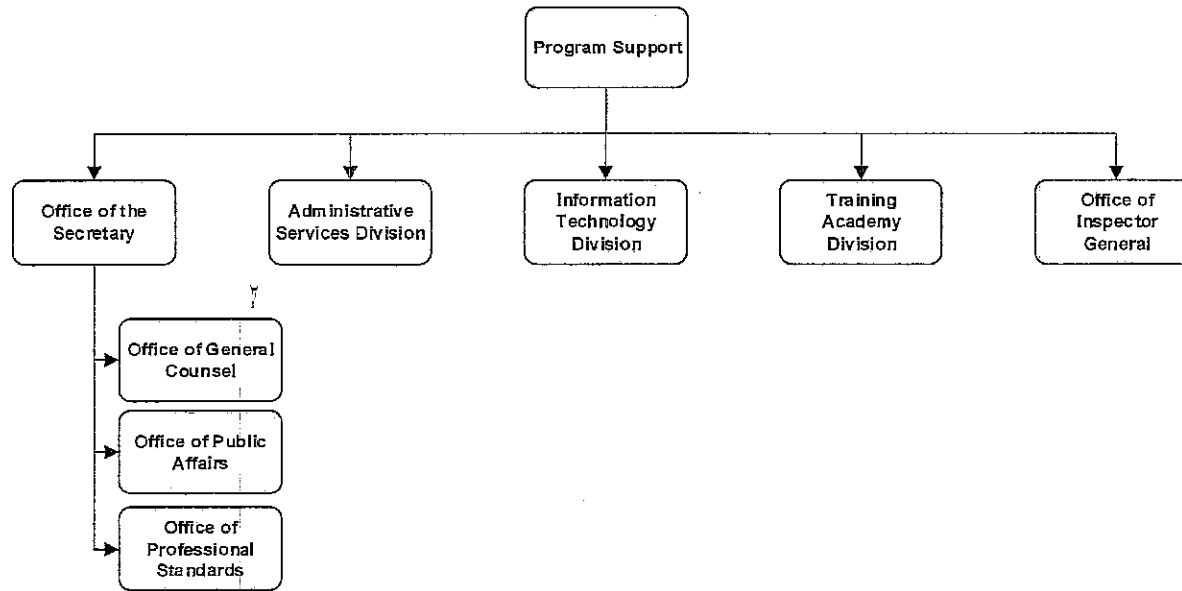 Program Support
Office of the
Secretary
Administrative
Services Division
Information
Technology
Division
Training
Academy
Division
Office of
Inspector
General
Office of General
Counsel
Office of Public
Affairs
Office of
Professional
Standards